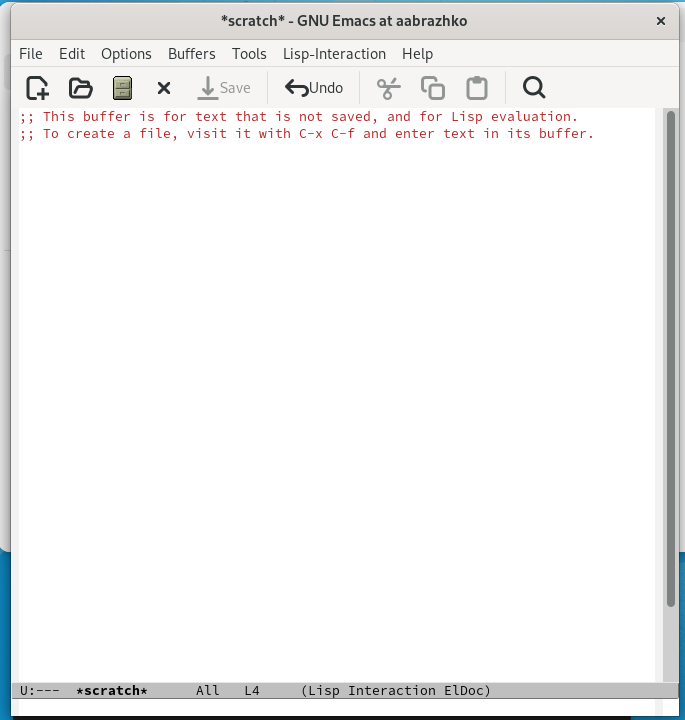 *scratch* - GNU Emacs at aabrazhko
File Edit Options Buffers Tools Lisp-Interaction Help
Save Undo
;; This buffer is for text that is not saved, and for Lisp evaluation.
;; To create a file, visit it with C-x C-f and enter text in its buffer.
U:--- *scratch* All L4 (Lisp Interaction ElDoc)